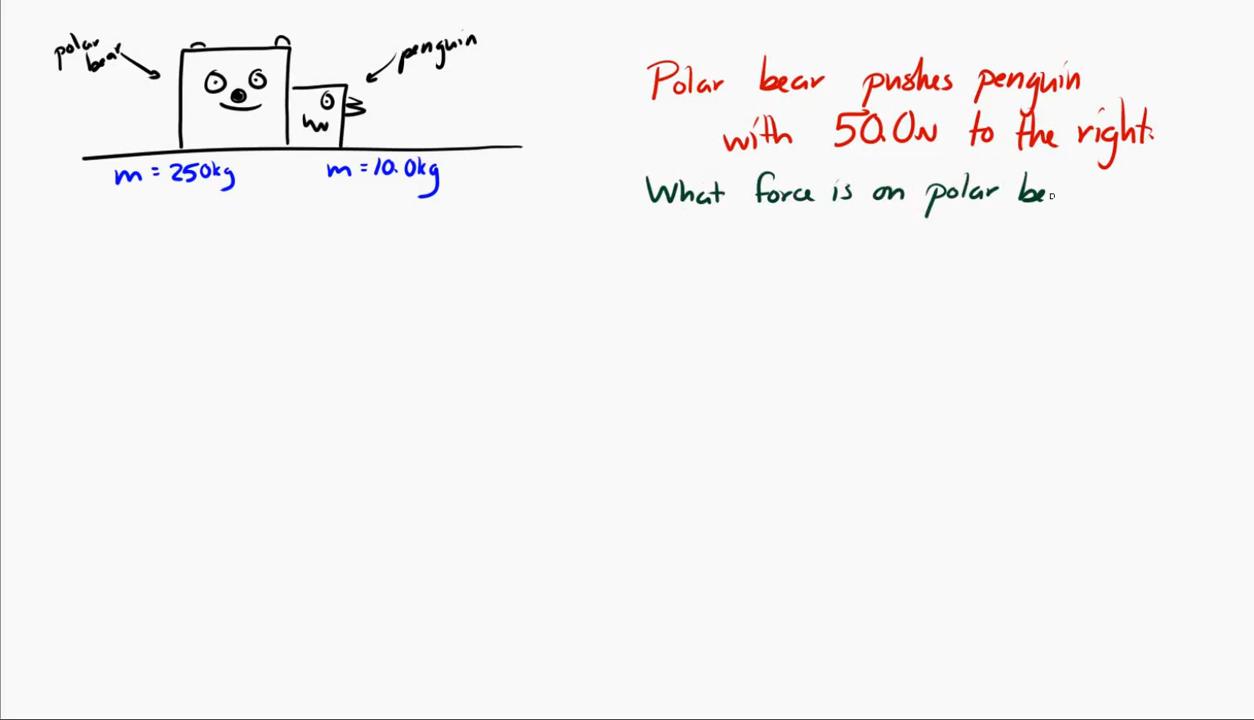 polar
bear
penguin
m = 250kg
m = 10.0kg
Polar bear pushes penguin
with 50.0N to the right.
What force is on polar be